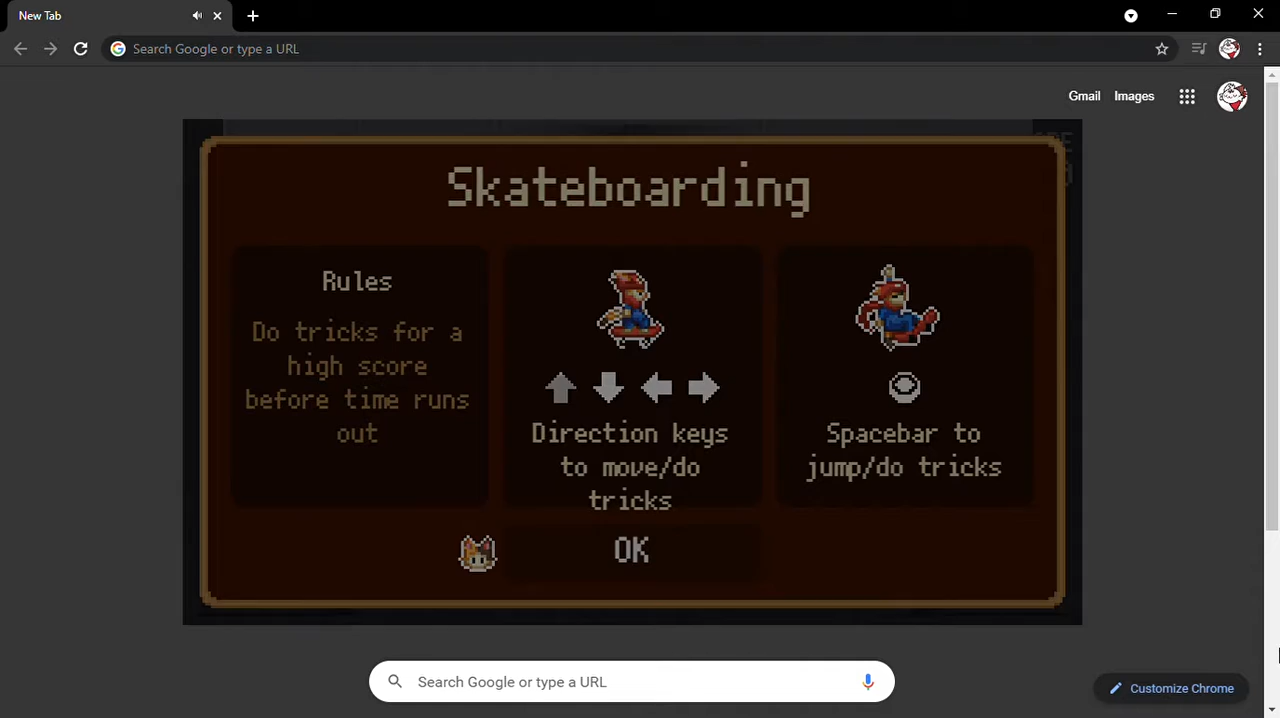 New Tab
Search Google or type a URL
Gmail Images
Skateboarding
Rules
Do tricks for a
high score
before time runs
out
Direction keys
to move/do
tricks
Spacebar to
jump/do tricks
OK
Search Google or type a URL
Customize Chrome